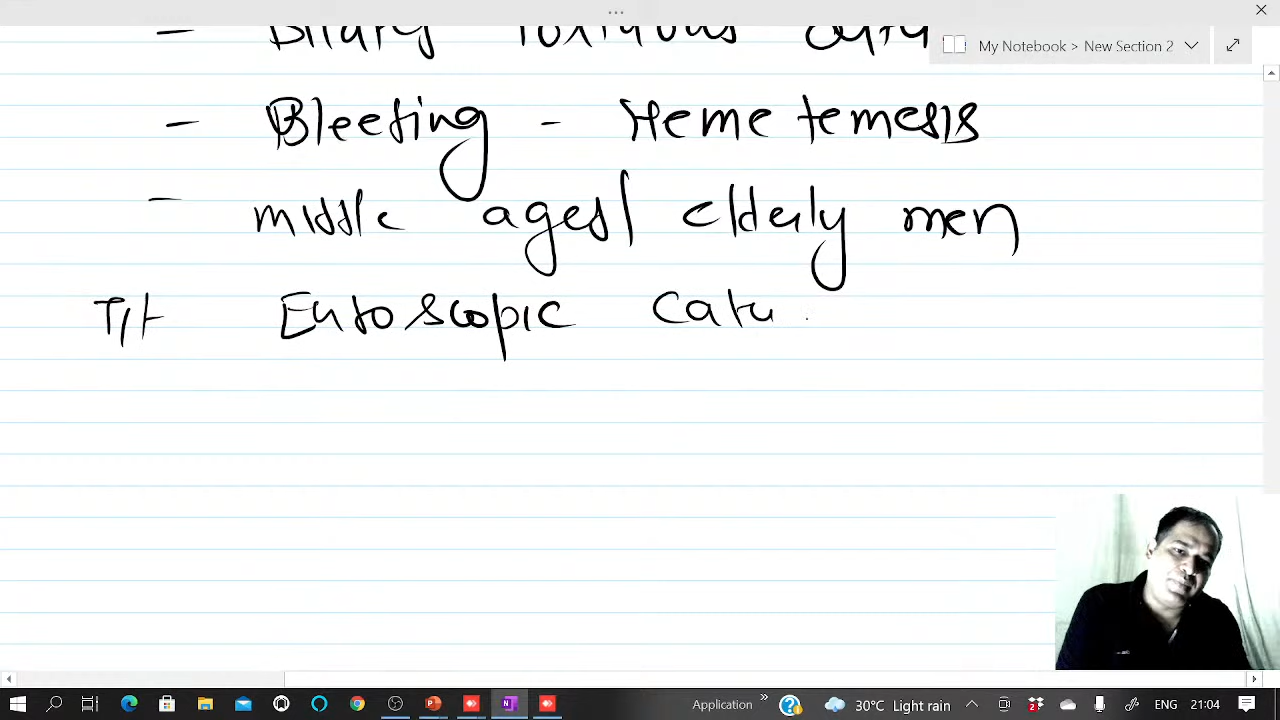 My Notebook > New Section 2
- Bleeding - Hemetemesis
- middle aged/ elderly men
T/t Endoscopic Catu
Application
30°C Light rain
ENG 21:04